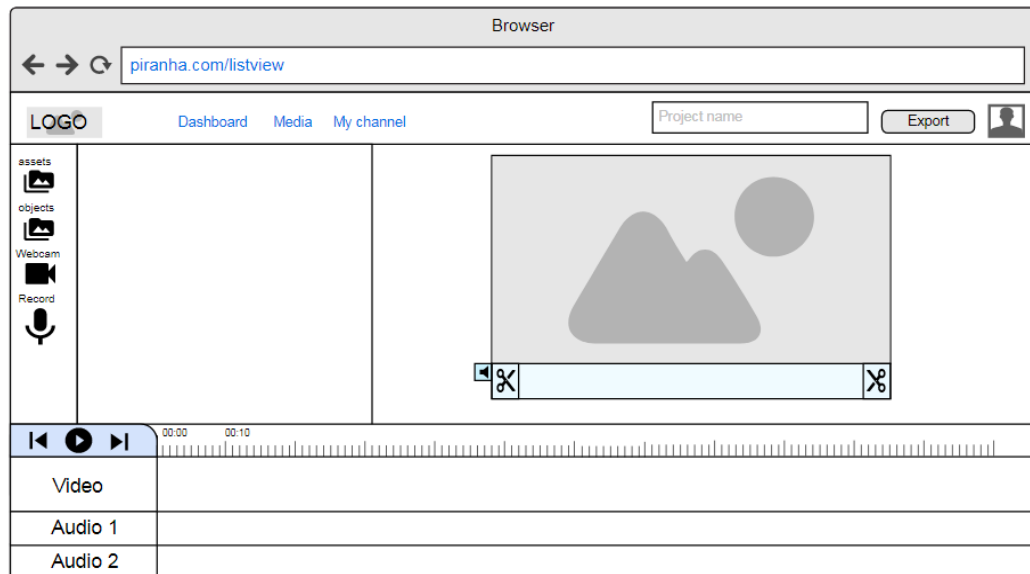 Browser
piranha.com/listview
LOGO Dashboard Media My channel Project name Export
assets
objects
Webcam
Record
00:00 00:10
Video
Audio 1
Audio 2